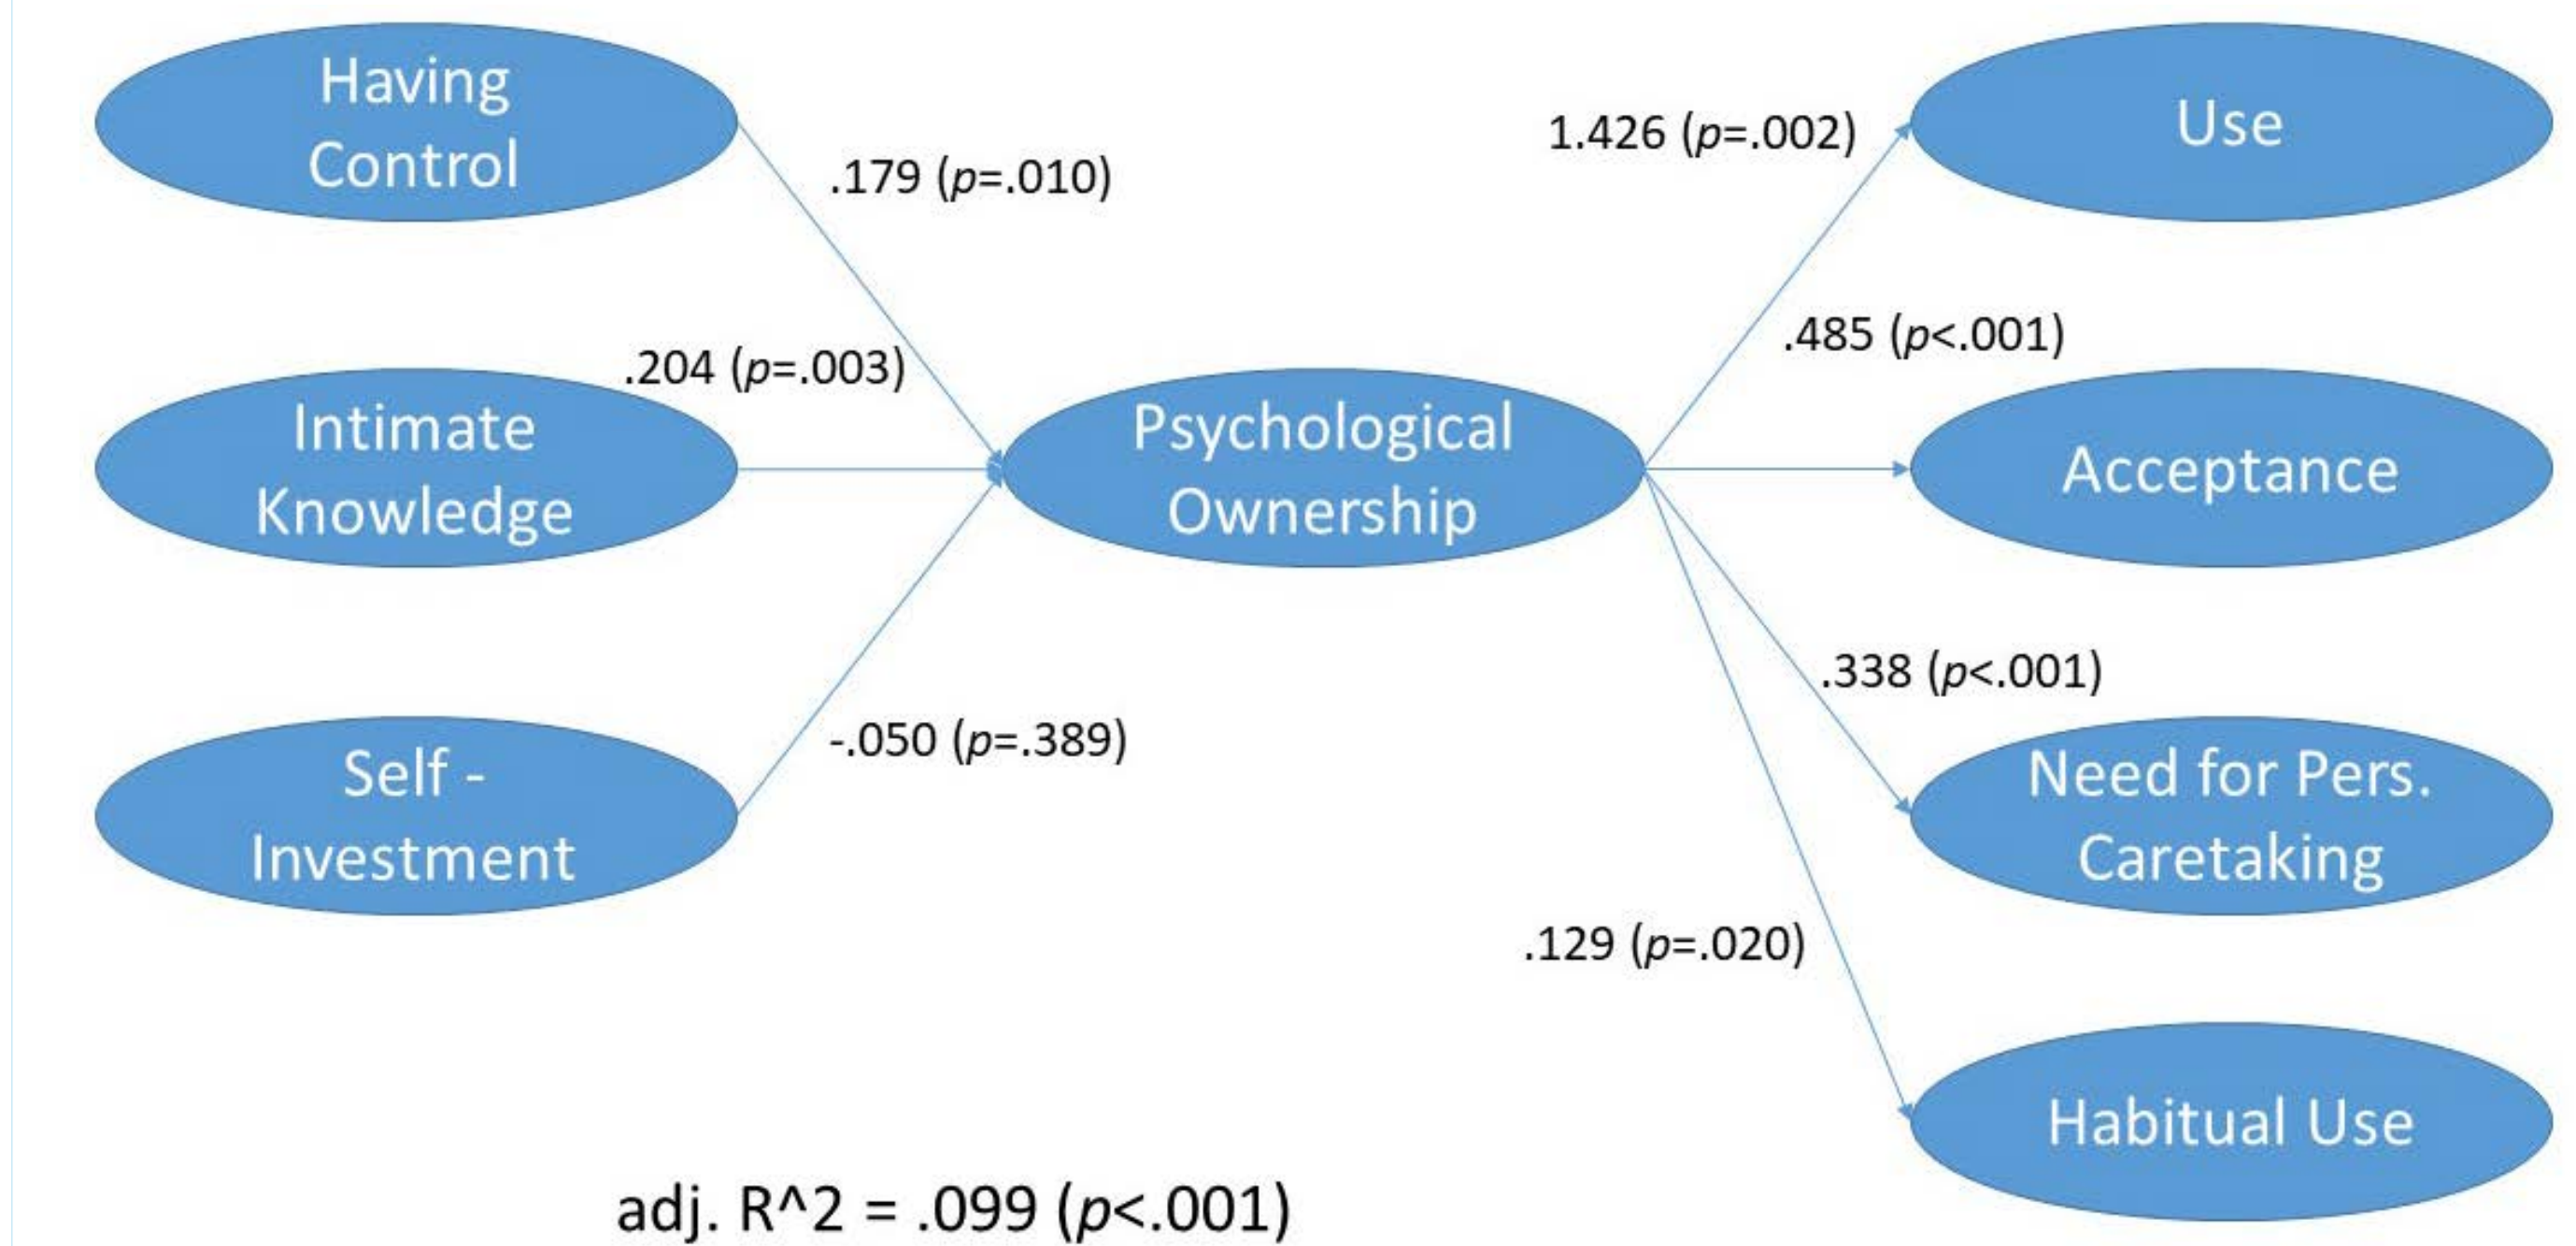 Having
Control
.179 (p=.010)
Intimate
Knowledge
.204 (p=.003)
Self -
Investment
-.050 (p=.389)
Psychological
Ownership
1.426 (p=.002)
Use
.485 (p<.001)
Acceptance
.338 (p<.001)
Need for Pers.
Caretaking
.129 (p=.020)
Habitual Use
adj. R^2 = .099 (p<.001)